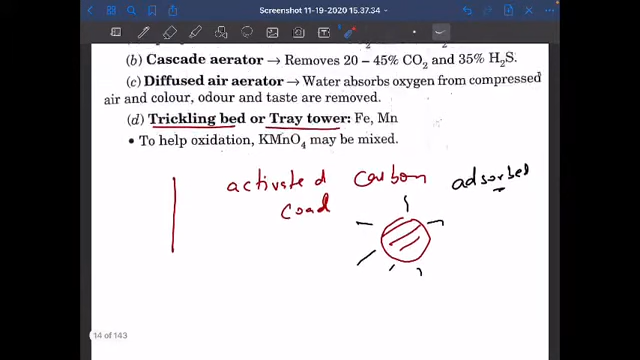 Screenshot 11-19-2020 15.37.34
(b) Cascade aerator → Removes 20 – 45% CO₂ and 35% H₂S.
(c) Diffused air aerator → Water absorbs oxygen from compressed
air and colour, odour and taste are removed.
(d) Trickling bed or Tray tower: Fe, Mn
• To help oxidation, KMnO₄ may be mixed.
activated carbon adsorbed
coad
14 of 143